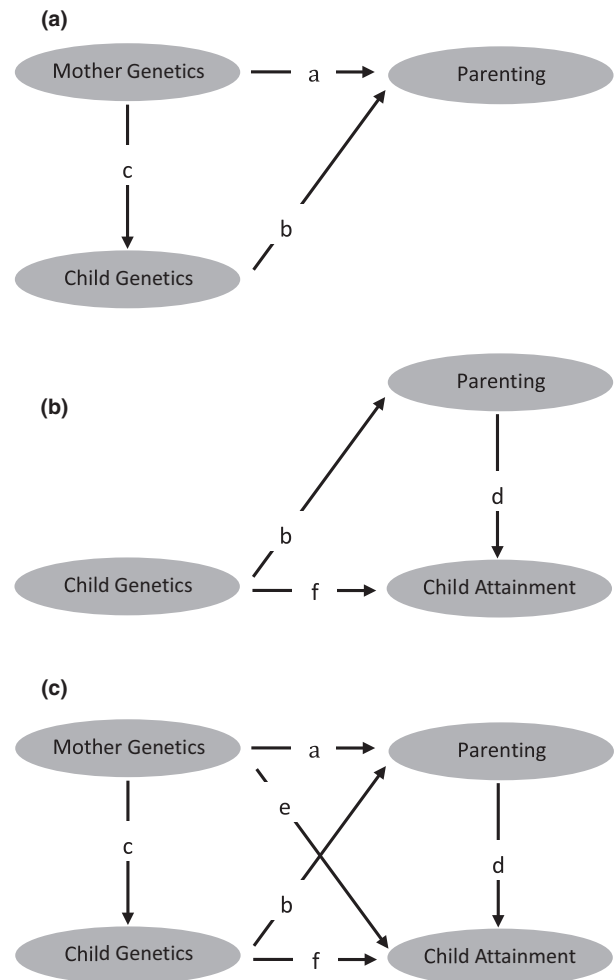 (a)
Mother Genetics
a
Parenting
c
b
Child Genetics
(b)
Parenting
d
b
Child Genetics
f
Child Attainment
(c)
Mother Genetics
a
Parenting
e
c
d
b
Child Genetics
f
Child Attainment